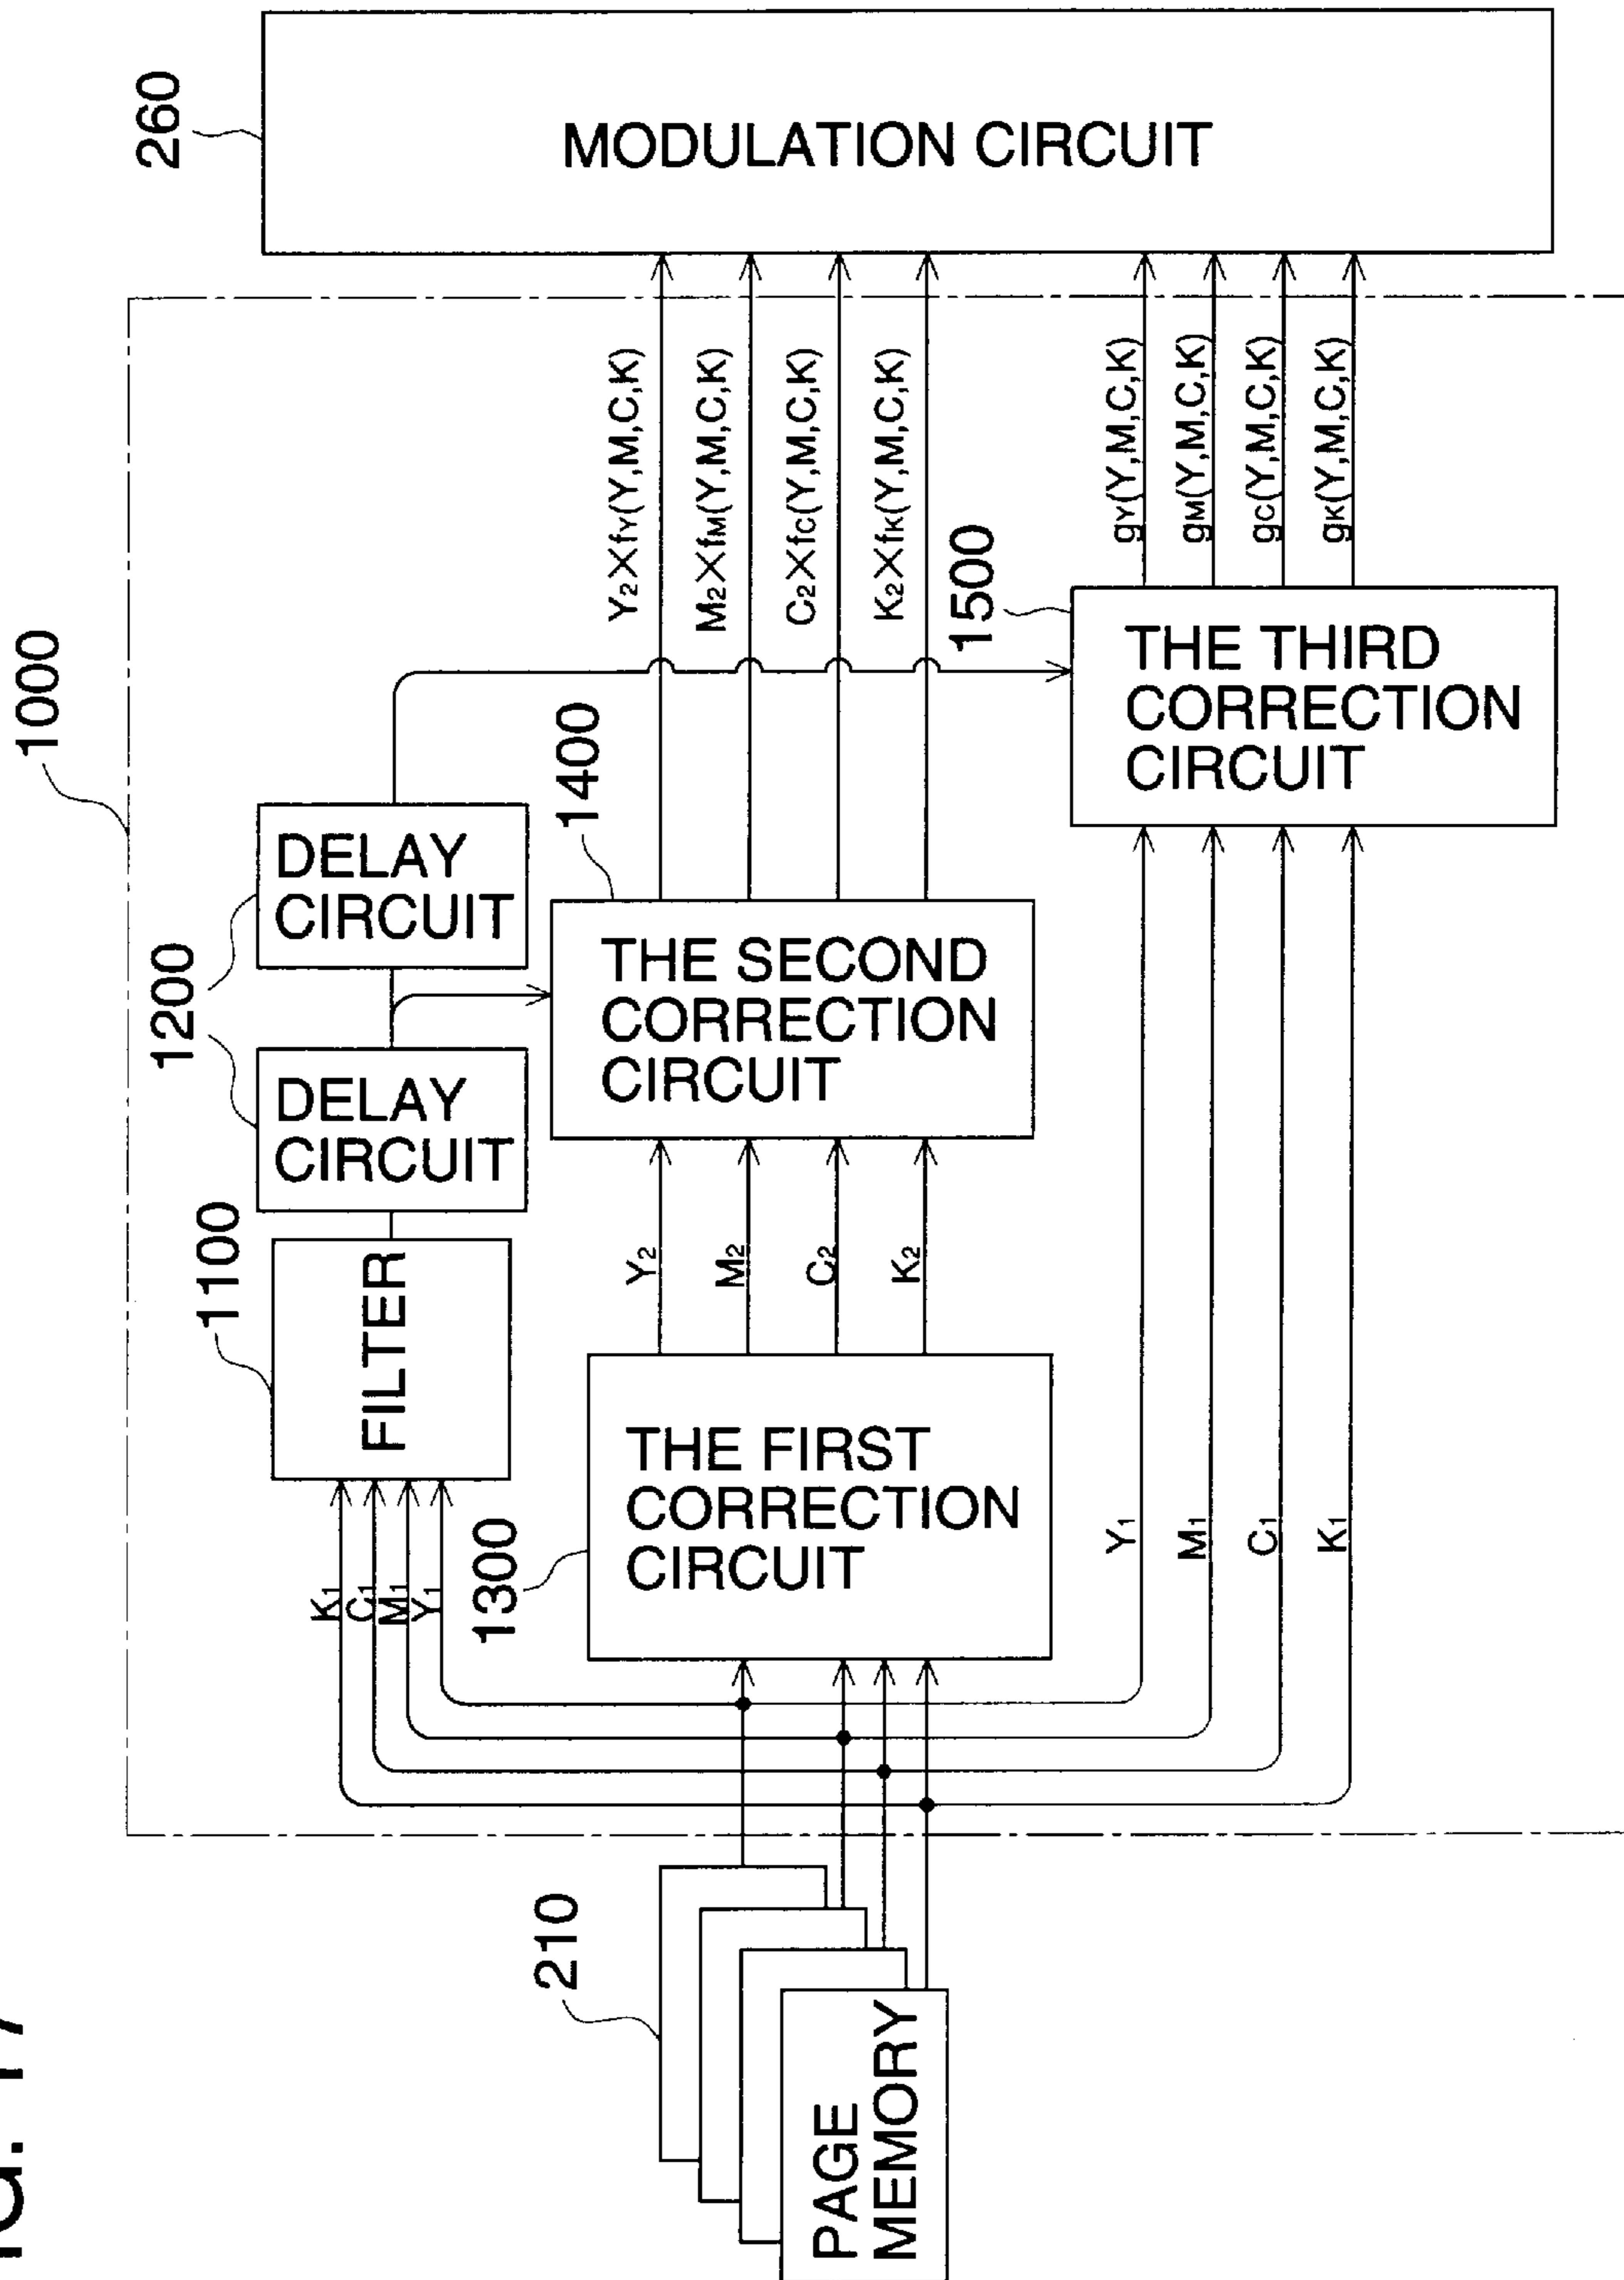 1000
260
1100
1200
FILTER
DELAY
CIRCUIT
DELAY
CIRCUIT
K1
C1
M1
Y1
1300
THE FIRST
CORRECTION
CIRCUIT
Y2
M2
C2
K2
1400
THE SECOND
CORRECTION
CIRCUIT
Y2×fY(Y,M,C,K)
M2×fM(Y,M,C,K)
C2×fC(Y,M,C,K)
K2×fK(Y,M,C,K)
MODULATION CIRCUIT
210
PAGE
MEMORY
Y1
M1
C1
K1
1500
THE THIRD
CORRECTION
CIRCUIT
gY(Y,M,C,K)
gM(Y,M,C,K)
gC(Y,M,C,K)
gK(Y,M,C,K)